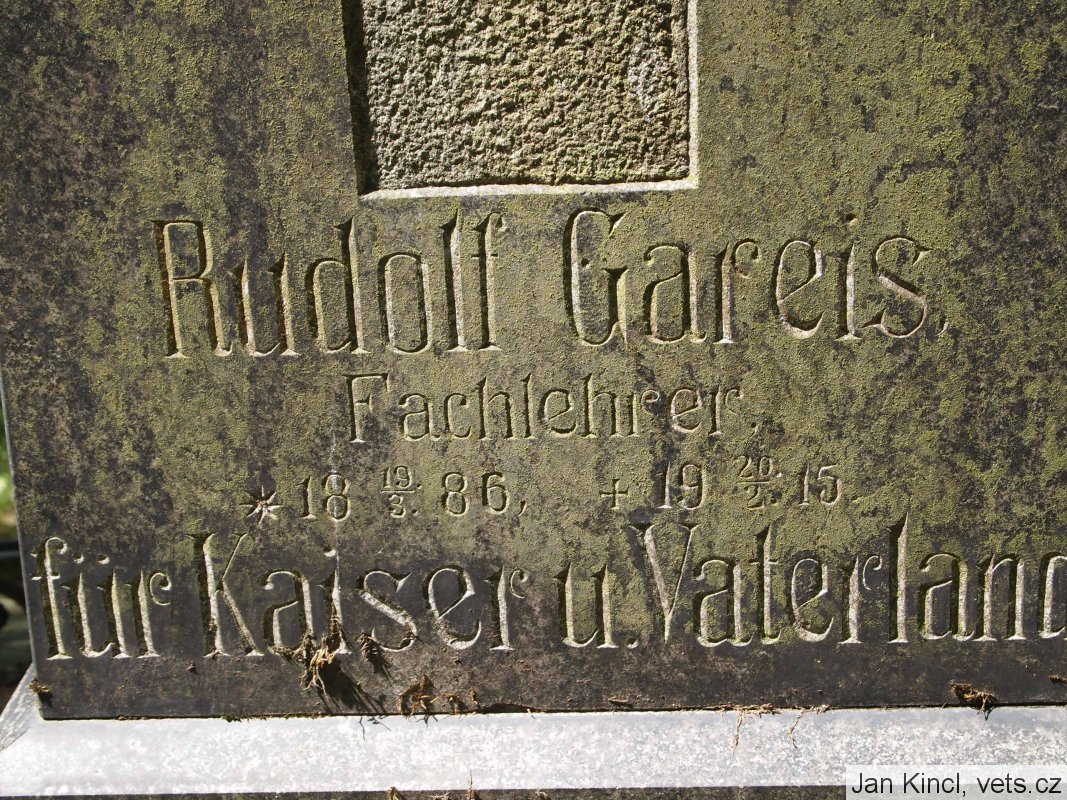 Rudolf Gareis,
Fachlehrer.
* 18 19./3. 86, + 19 20./2. 15.
für Kaiser u. Vaterland
Jan Kincl, vets.cz